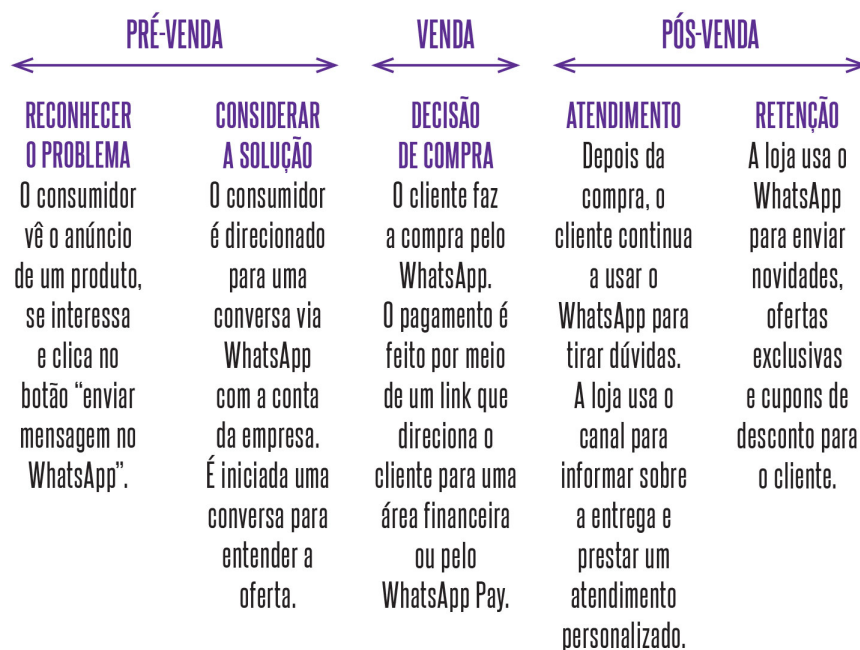 PRÉ-VENDA
VENDA
PÓS-VENDA
RECONHECER
O PROBLEMA
O consumidor
vê o anúncio
de um produto,
se interessa
e clica no
botão “enviar
mensagem no
WhatsApp”.
CONSIDERAR
A SOLUÇÃO
O consumidor
é direcionado
para uma
conversa via
WhatsApp
com a conta
da empresa.
É iniciada uma
conversa para
entender a
oferta.
DECISÃO
DE COMPRA
O cliente faz
a compra pelo
WhatsApp.
O pagamento é
feito por meio
de um link que
direciona o
cliente para uma
área financeira
ou pelo
WhatsApp Pay.
ATENDIMENTO
Depois da
compra, o
cliente continua
a usar o
WhatsApp para
tirar dúvidas.
A loja usa o
canal para
informar sobre
a entrega e
prestar um
atendimento
personalizado.
RETENÇÃO
A loja usa o
WhatsApp
para enviar
novidades,
ofertas
exclusivas
e cupons de
desconto para
o cliente.